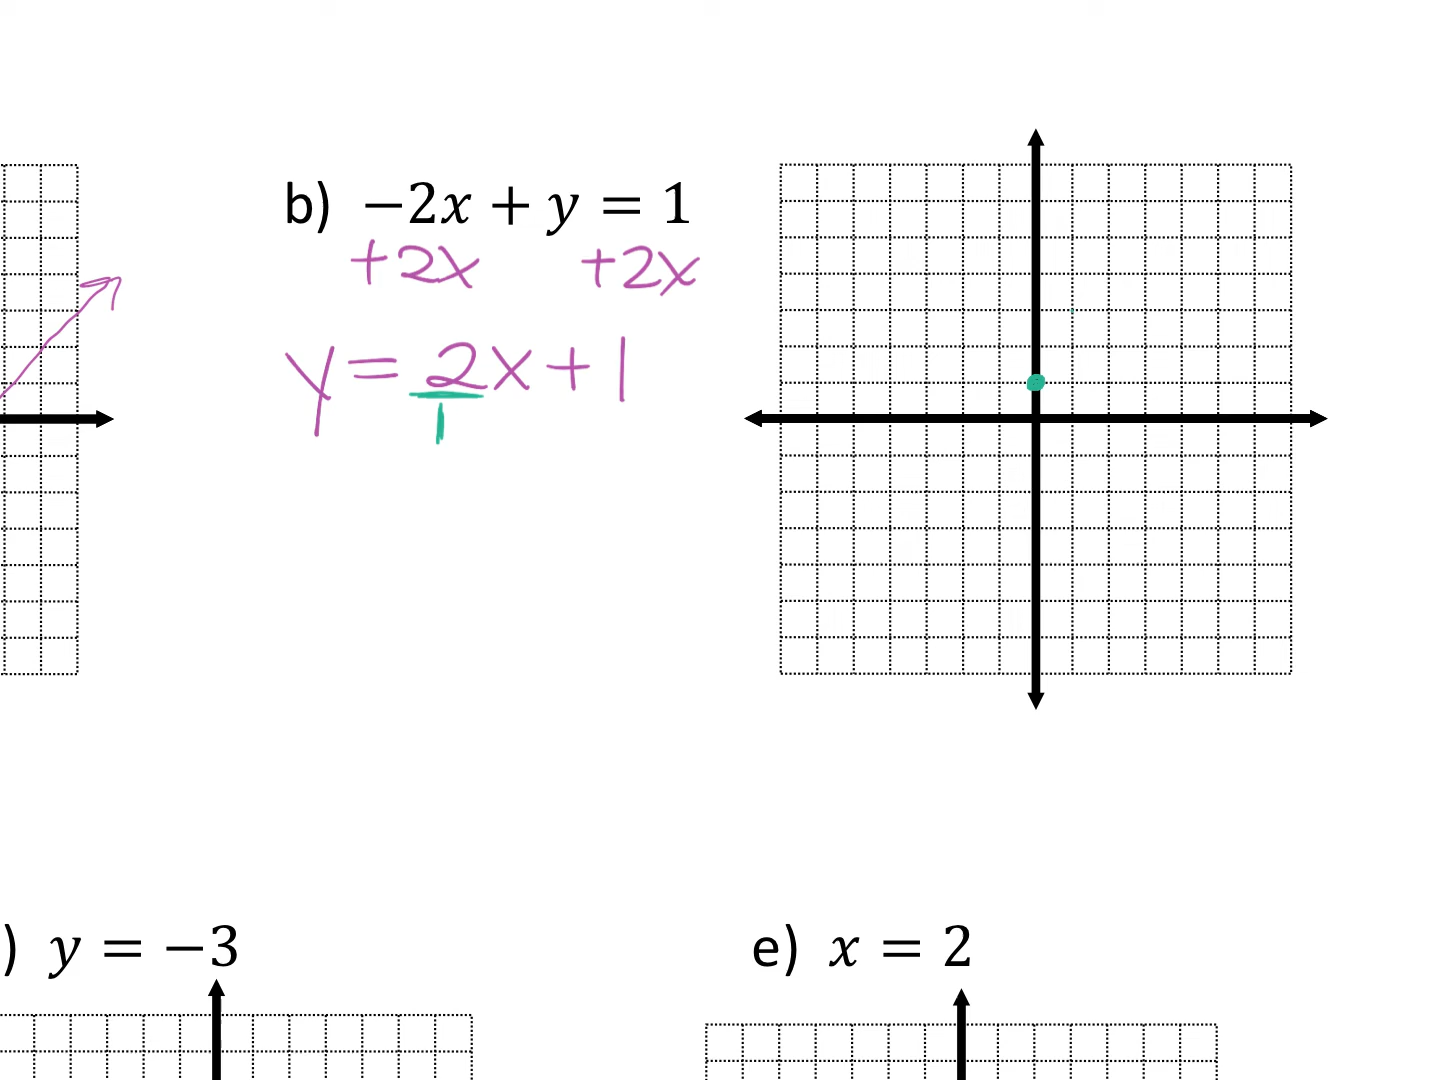 b) −2x + y = 1
+2x +2x
y = 2x + 1
1
) y = −3
e) x = 2